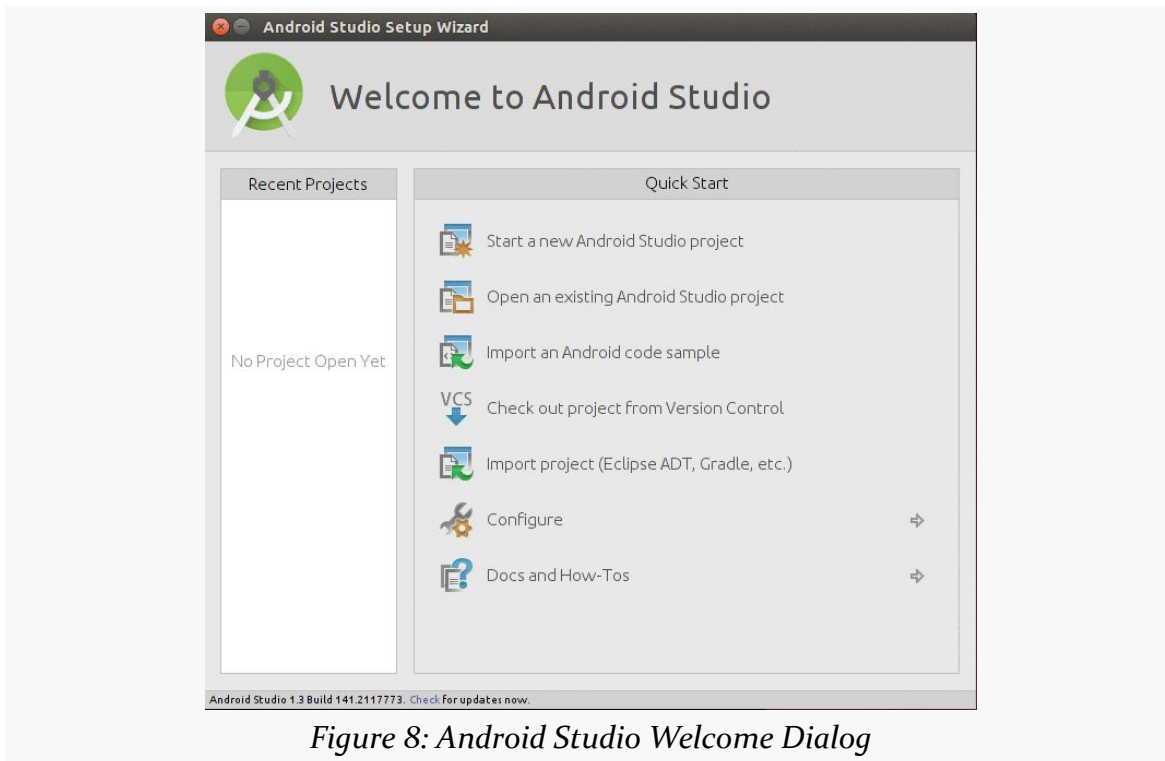 Android Studio Setup Wizard
Welcome to Android Studio
Recent Projects
No Project Open Yet
Quick Start
Start a new Android Studio project
Open an existing Android Studio project
Import an Android code sample
VCS
Check out project from Version Control
Import project (Eclipse ADT, Gradle, etc.)
Configure
Docs and How-Tos
Android Studio 1.3 Build 141.2117773. Check for updates now.
Figure 8: Android Studio Welcome Dialog